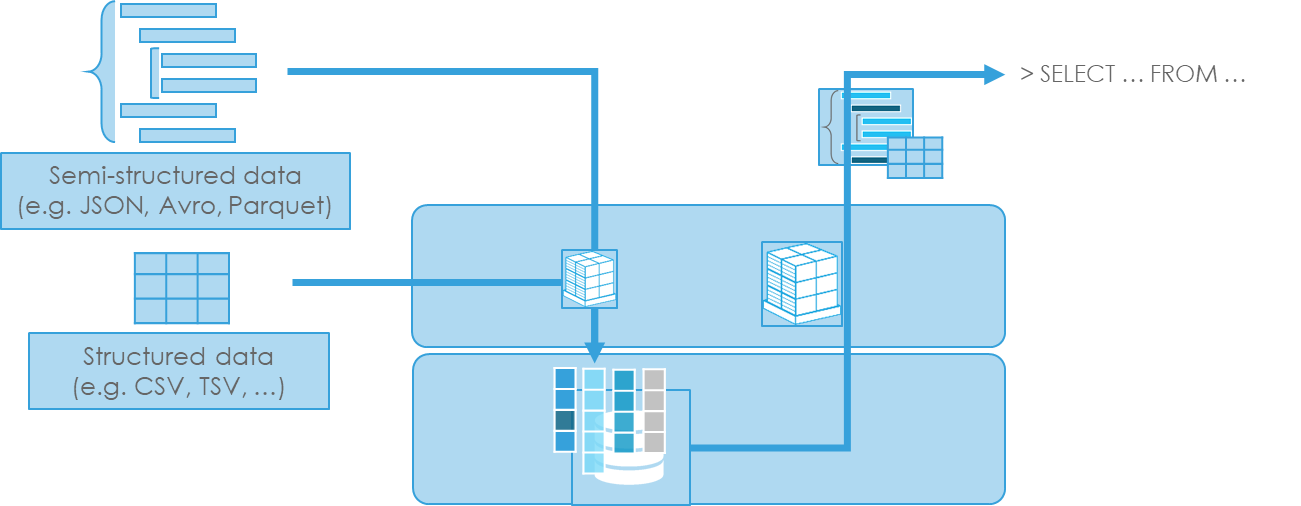 > SELECT … FROM …
Semi-structured data
(e.g. JSON, Avro, Parquet)
Structured data
(e.g. CSV, TSV, …)